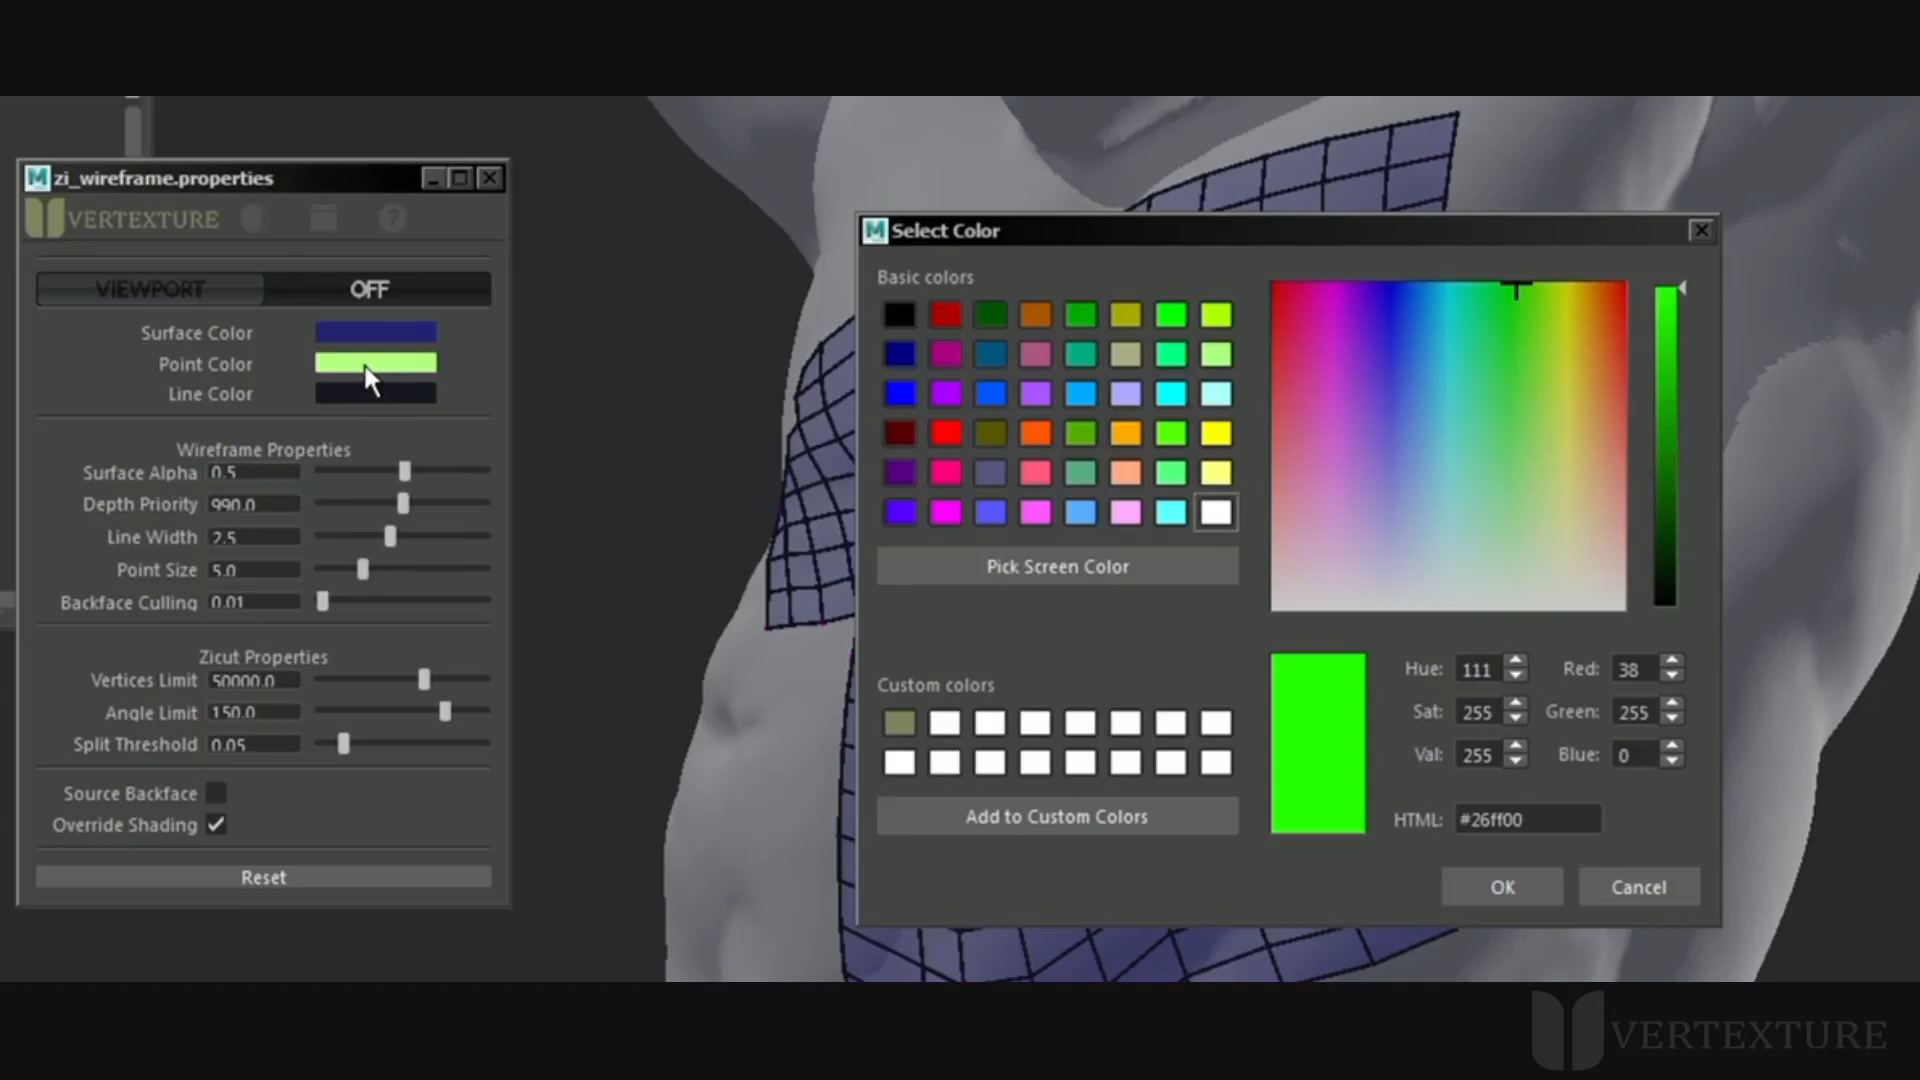 zi_wireframe.properties
VERTEXTURE
?
VIEWPORT OFF
Surface Color
Point Color
Line Color
Wireframe Properties
Surface Alpha 0.5
Depth Priority 990.0
Line Width 2.5
Point Size 5.0
Backface Culling 0.01
Zicut Properties
Vertices Limit 50000.0
Angle Limit 150.0
Split Threshold 0.05
Source Backface
Override Shading
Reset
Select Color
Basic colors
Pick Screen Color
Custom colors
Add to Custom Colors
Hue: 111 Red: 38
Sat: 255 Green: 255
Val: 255 Blue: 0
HTML: #26ff00
OK Cancel
VERTEXTURE